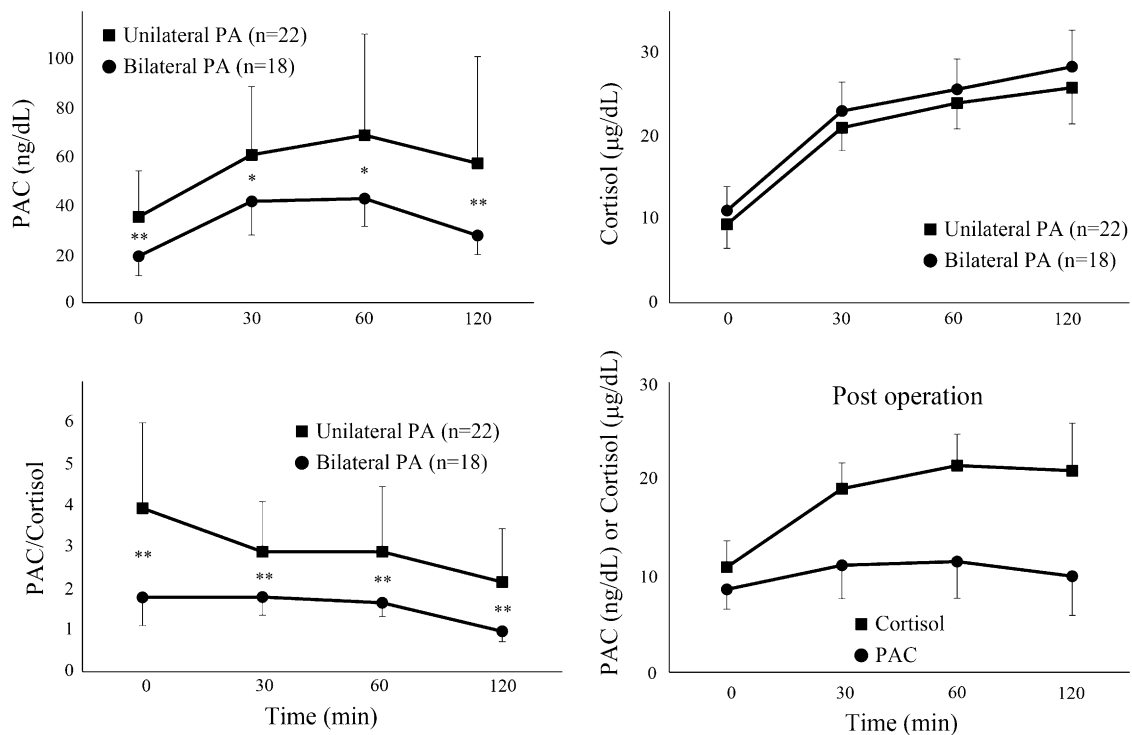 PAC (ng/dL)
100
80
60
40
20
0
Unilateral PA (n=22)
Bilateral PA (n=18)
**
*
*
**
0 30 60 120
Cortisol (μg/dL)
30
20
10
0
Unilateral PA (n=22)
Bilateral PA (n=18)
0 30 60 120
PAC/Cortisol
6
5
4
3
2
1
0
Unilateral PA (n=22)
Bilateral PA (n=18)
**
**
**
**
0 30 60 120
Time (min)
PAC (ng/dL) or Cortisol (μg/dL)
30
20
10
0
Post operation
Cortisol
PAC
0 30 60 120
Time (min)